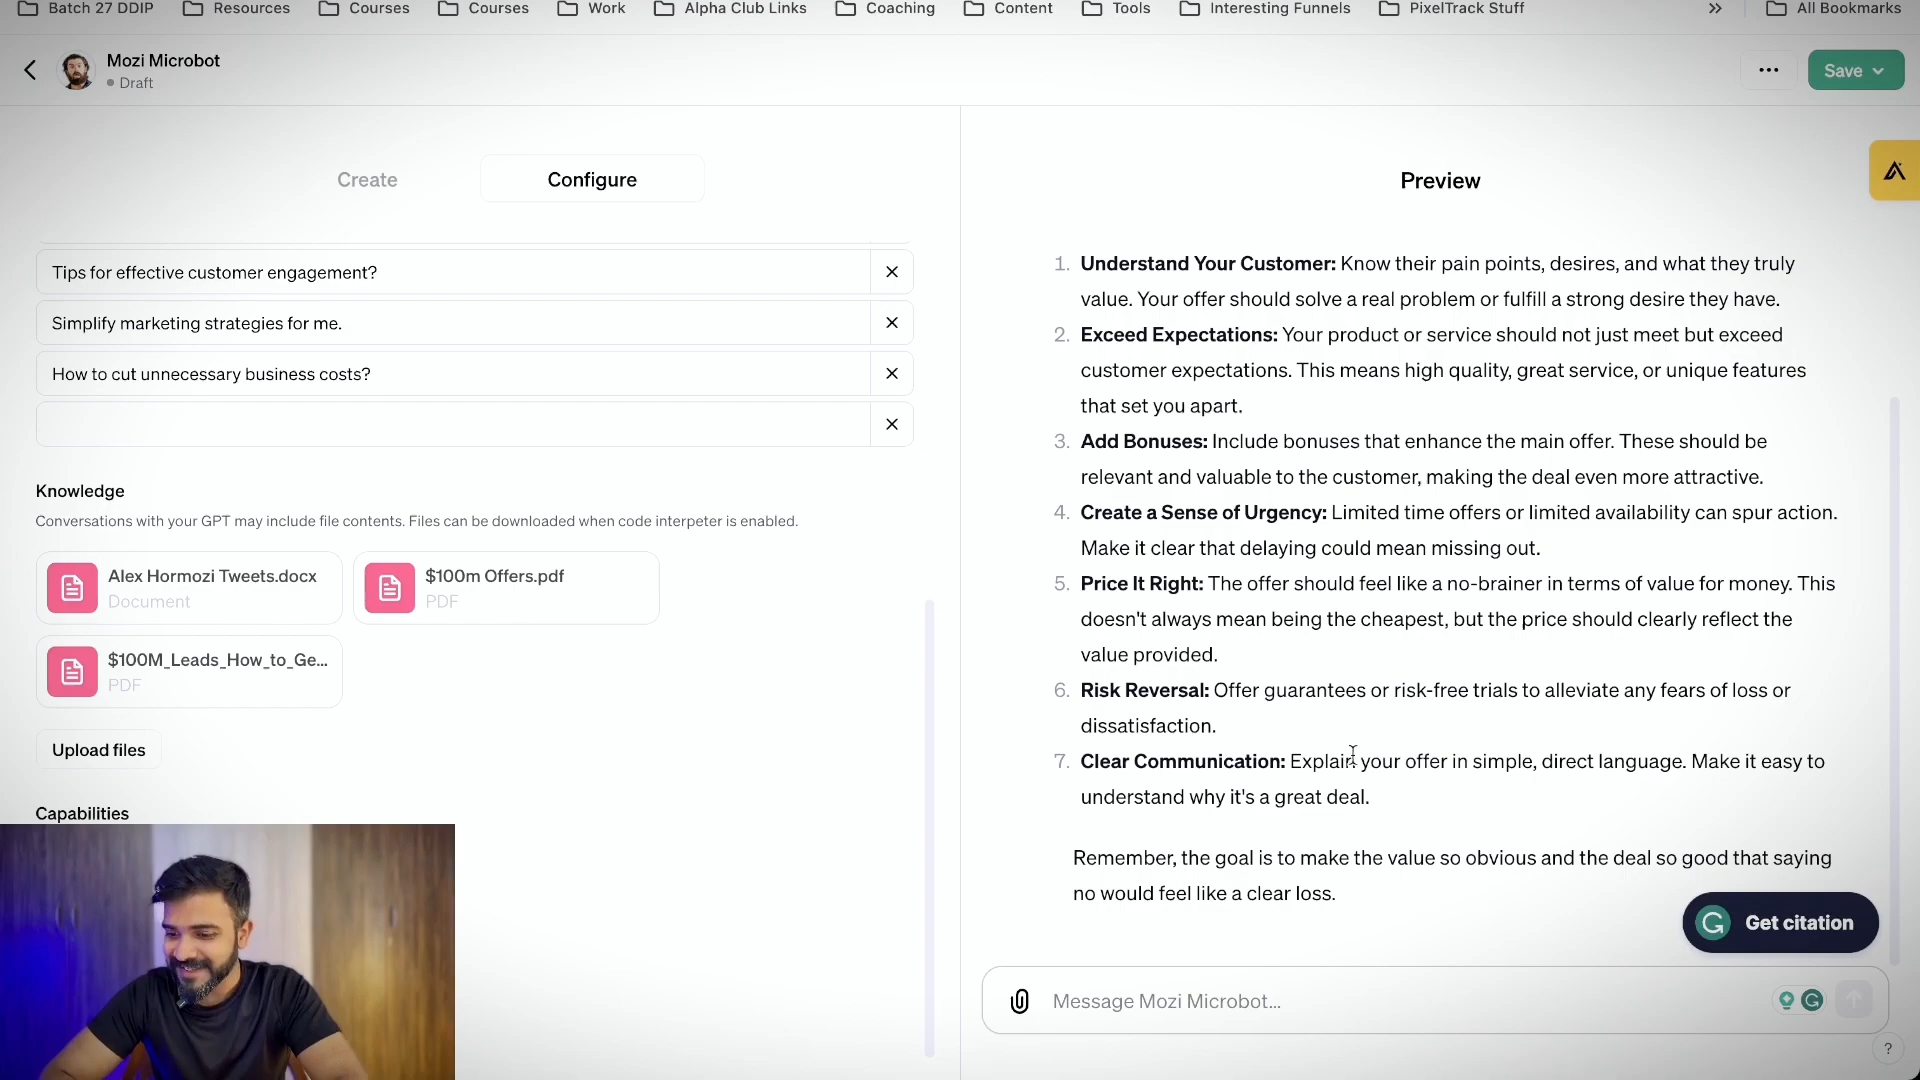 Batch 27 DDIP
Resources
Courses
Courses
Work
Alpha Club Links
Coaching
Content
Tools
Interesting Funnels
PixelTrack Stuff
All Bookmarks
Mozi Microbot
Draft
Save
Create
Configure
Tips for effective customer engagement?
Simplify marketing strategies for me.
How to cut unnecessary business costs?
Knowledge
Conversations with your GPT may include file contents. Files can be downloaded when code interpeter is enabled.
Alex Hormozi Tweets.docx
Document
$100m Offers.pdf
PDF
$100M_Leads_How_to_Ge...
PDF
Upload files
Capabilities
Preview
1. Understand Your Customer: Know their pain points, desires, and what they truly
value. Your offer should solve a real problem or fulfill a strong desire they have.
2. Exceed Expectations: Your product or service should not just meet but exceed
customer expectations. This means high quality, great service, or unique features
that set you apart.
3. Add Bonuses: Include bonuses that enhance the main offer. These should be
relevant and valuable to the customer, making the deal even more attractive.
4. Create a Sense of Urgency: Limited time offers or limited availability can spur action.
Make it clear that delaying could mean missing out.
5. Price It Right: The offer should feel like a no-brainer in terms of value for money. This
doesn't always mean being the cheapest, but the price should clearly reflect the
value provided.
6. Risk Reversal: Offer guarantees or risk-free trials to alleviate any fears of loss or
dissatisfaction.
7. Clear Communication: Explain your offer in simple, direct language. Make it easy to
understand why it's a great deal.
Remember, the goal is to make the value so obvious and the deal so good that saying
no would feel like a clear loss.
Get citation
Message Mozi Microbot...
?